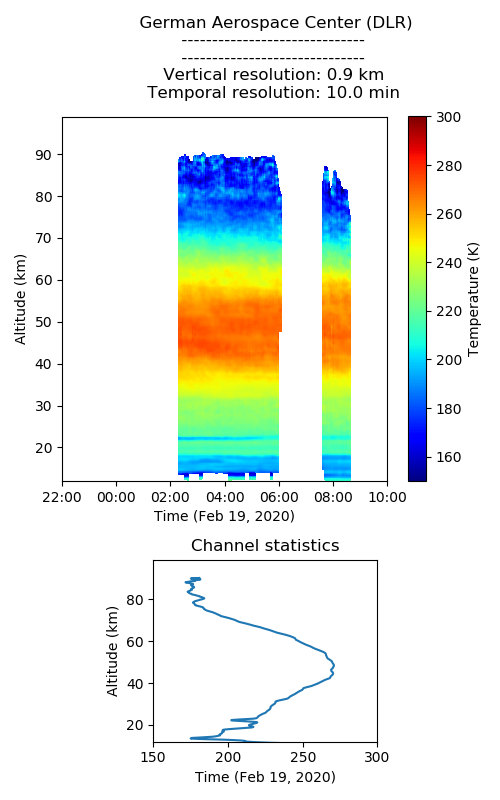 German Aerospace Center (DLR)
----------------------------
----------------------------
Vertical resolution: 0.9 km
Temporal resolution: 10.0 min
90
80
70
60
50
40
30
20
Altitude (km)
22:00 00:00 02:00 04:00 06:00 08:00 10:00
Time (Feb 19, 2020)
300
280
260
240
220
200
180
160
Temperature (K)
Channel statistics
80
60
40
20
Altitude (km)
150 200 250 300
Time (Feb 19, 2020)